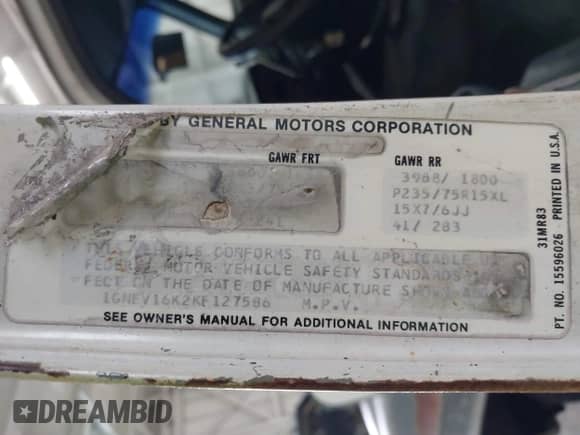 BY GENERAL MOTORS CORPORATION
GAWR FRT
GAWR RR
3968/ 1800
P235/75R15XL
15X7/6JJ
41/ 283
VEHICLE CONFORMS TO ALL APPLICABLE
MOTOR VEHICLE SAFETY STANDARDS
FECT ON THE DATE OF MANUFACTURE
1GNEV16K2KF127586 M.P.V.
SEE OWNER'S MANUAL FOR ADDITIONAL INFORMATION
31MR83
PT. NO. 15596026 PRINTED IN U.S.A.
DREAMBID